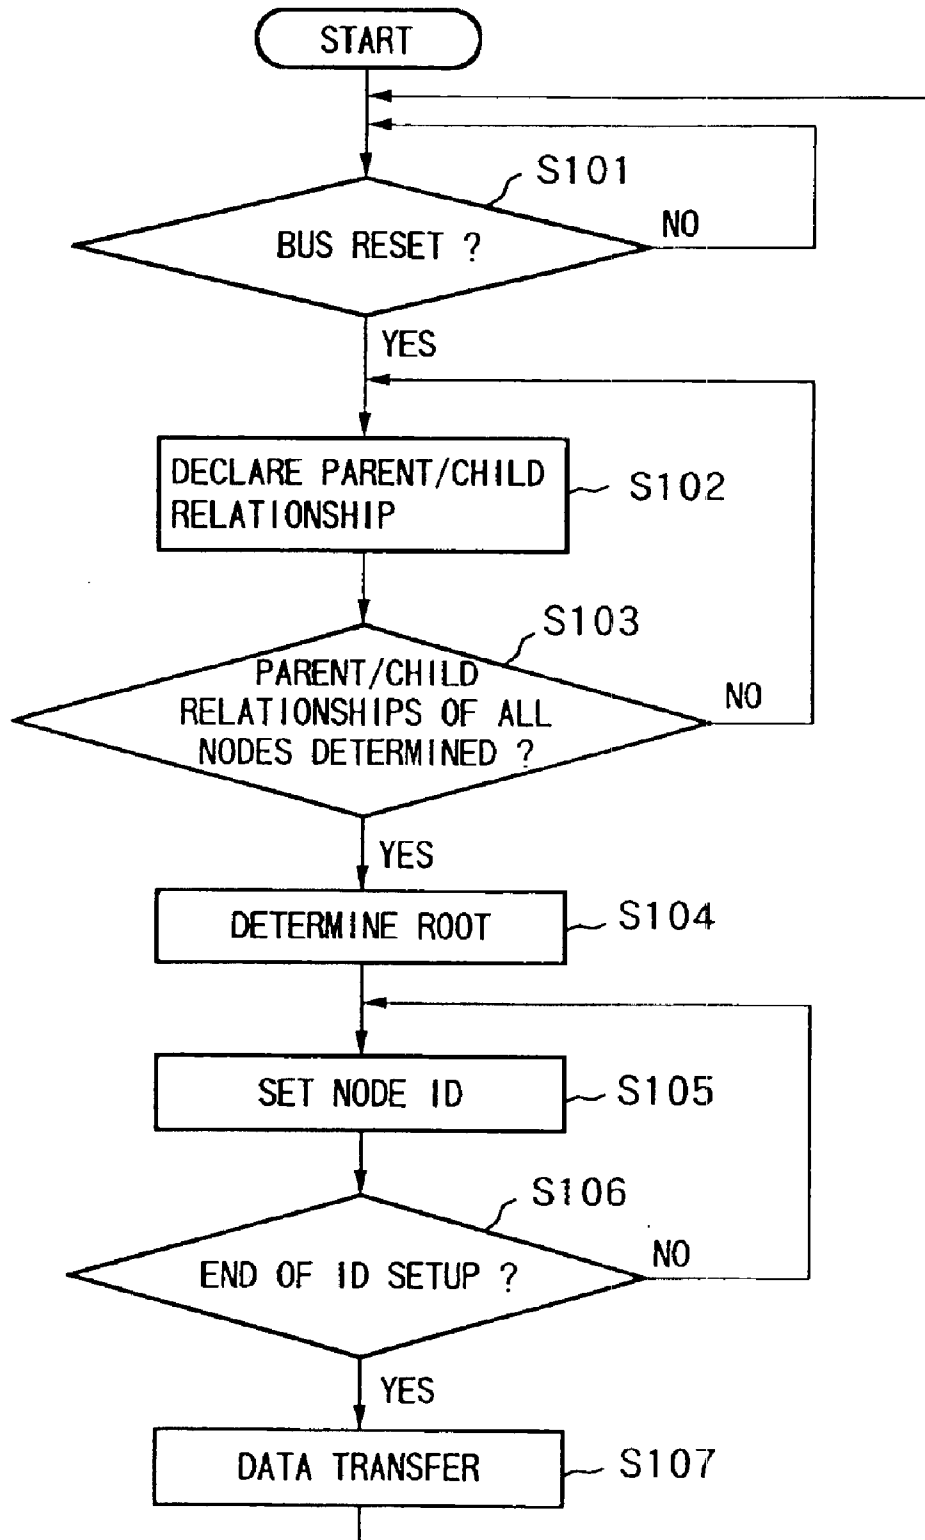 START
S101
BUS RESET ?
NO
YES
DECLARE PARENT/CHILD
RELATIONSHIP
S102
S103
PARENT/CHILD
RELATIONSHIPS OF ALL
NODES DETERMINED ?
NO
YES
DETERMINE ROOT
S104
SET NODE ID
S105
S106
END OF ID SETUP ?
NO
YES
DATA TRANSFER
S107